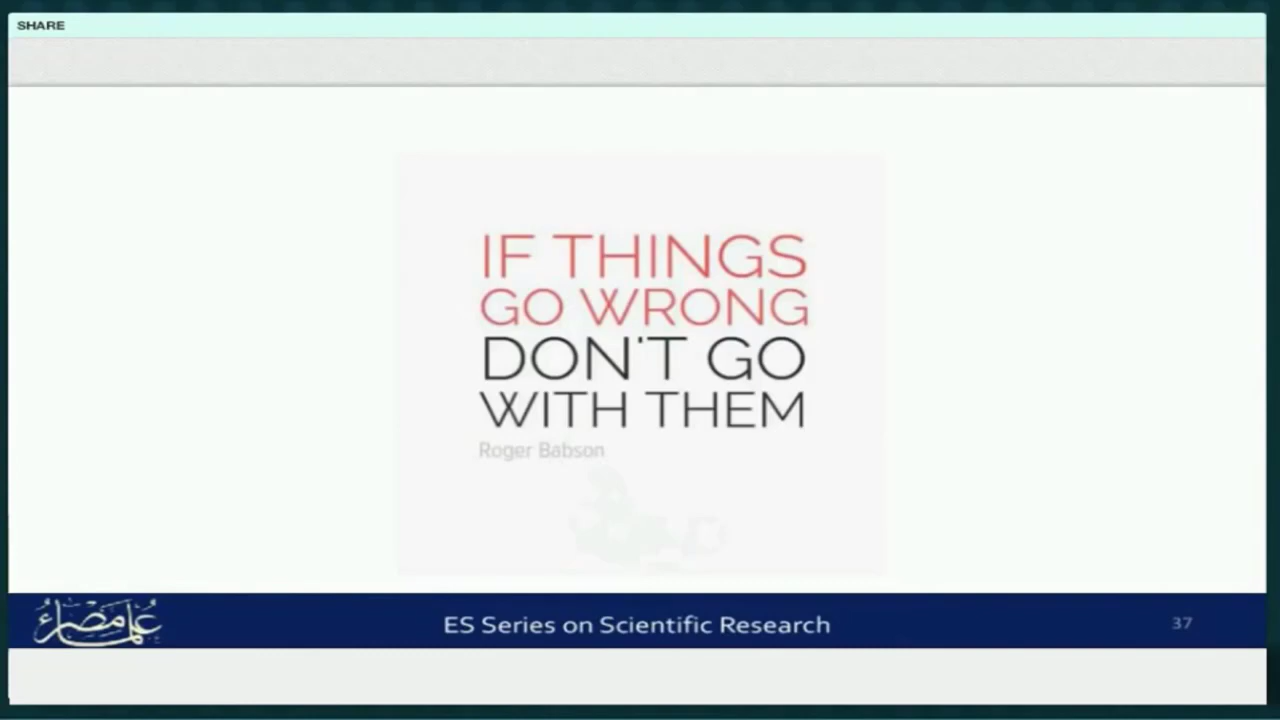 SHARE
IF THINGS
GO WRONG
DON'T GO
WITH THEM
Roger Babson
علماء مصر
ES Series on Scientific Research
37